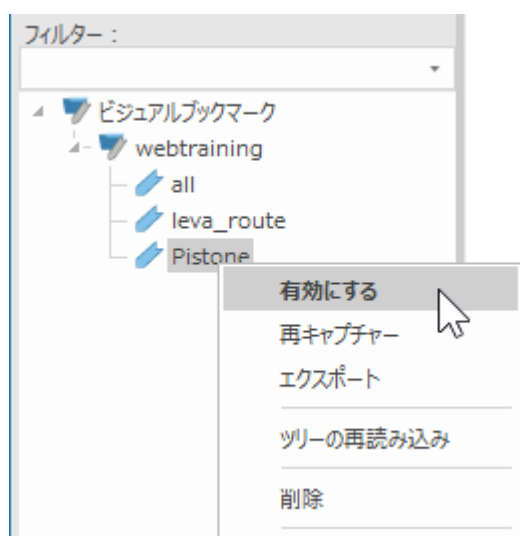 フィルター：
ビジュアルブックマーク
webtraining
all
leva_route
Pistone
有効にする
再キャプチャー
エクスポート
ツリーの再読み込み
削除